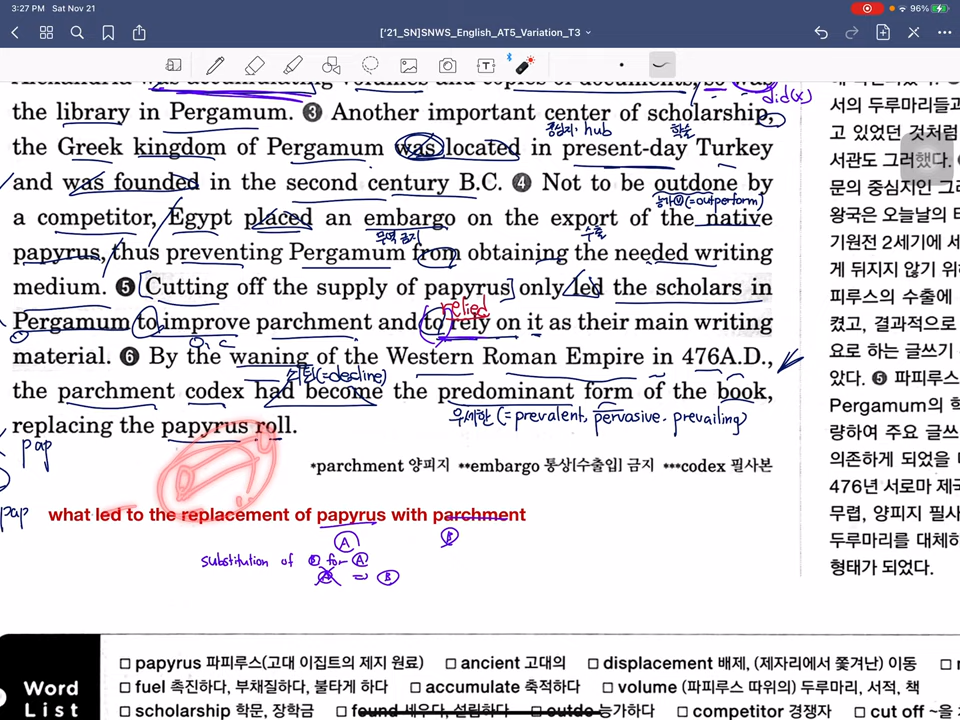 3:27 PM Sat Nov 21
96%
['21_SN]SNWS_English_AT5_Variation_T3
did(x)
the library in Pergamum. ❸ Another important center of scholarship,
중심지 hub 학술
the Greek kingdom of Pergamum was located in present-day Turkey
and was founded in the second century B.C. ❹ Not to be outdone by
능가 (=outperform)
a competitor, Egypt placed an embargo on the export of the native
무역 금지 수출
papyrus, thus preventing Pergamum from obtaining the needed writing
medium. ❺ [Cutting off the supply of papyrus] only led the scholars in
relied
Pergamum to improve parchment and to rely on it as their main writing
O.C
material. ❻ By the waning of the Western Roman Empire in 476A.D.,
쇠퇴 (=decline)
the parchment codex had become the predominant form of the book,
우세한 (=prevalent, pervasive. prevailing)
replacing the papyrus roll.
pap
*parchment 양피지 **embargo 통상[수출입] 금지 ***codex 필사본
pap
what led to the replacement of papyrus with parchment
A B
substitution of B for A
A ⇒ B
서의 두루마리들과
고 있었던 것처럼
서관도 그러했다.
문의 중심지인 그리
왕국은 오늘날의 터
기원전 2세기에 세
게 뒤지지 않기 위하
피루스의 수출에
켰고, 결과적으로
요로 하는 글쓰기
았다. ❺ 파피루스
Pergamum의 학
량하여 주요 글쓰
의존하게 되었을 뿐
476년 서로마 제국
무렵, 양피지 필사
두루마리를 대체하
형태가 되었다.
Word
List
□ papyrus 파피루스(고대 이집트의 제지 원료) □ ancient 고대의 □ displacement 배제, (제자리에서 쫓겨난) 이동
□ fuel 촉진하다, 부채질하다, 불타게 하다 □ accumulate 축적하다 □ volume (파피루스 따위의) 두루마리, 서적, 책
□ scholarship 학문, 장학금 □ found 세우다, 설립하다 □ outdo 능가하다 □ competitor 경쟁자 □ cut off ~을